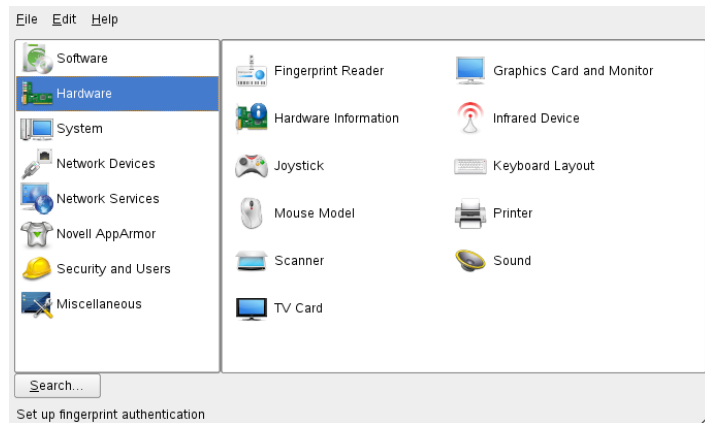 File Edit Help
Software
Hardware
System
Network Devices
Network Services
Novell AppArmor
Security and Users
Miscellaneous
Fingerprint Reader
Graphics Card and Monitor
Hardware Information
Infrared Device
Joystick
Keyboard Layout
Mouse Model
Printer
Scanner
Sound
TV Card
Search...
Set up fingerprint authentication